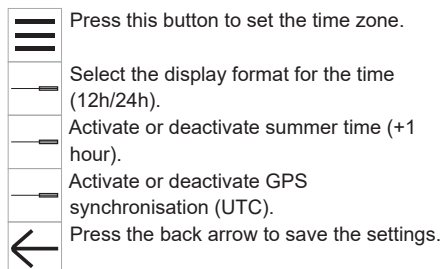 Press this button to set the time zone.
Select the display format for the time
(12h/24h).
Activate or deactivate summer time (+1
hour).
Activate or deactivate GPS
synchronisation (UTC).
Press the back arrow to save the settings.